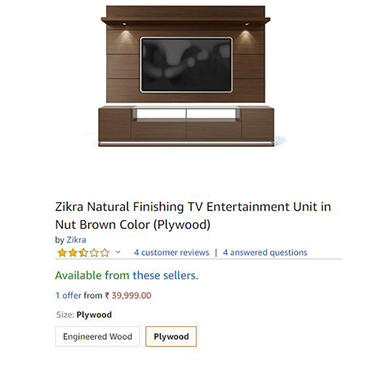 Zikra Natural Finishing TV Entertainment Unit in
Nut Brown Color (Plywood)
by Zikra
4 customer reviews | 4 answered questions
Available from these sellers.
1 offer from ₹ 39,999.00
Size: Plywood
Engineered Wood Plywood